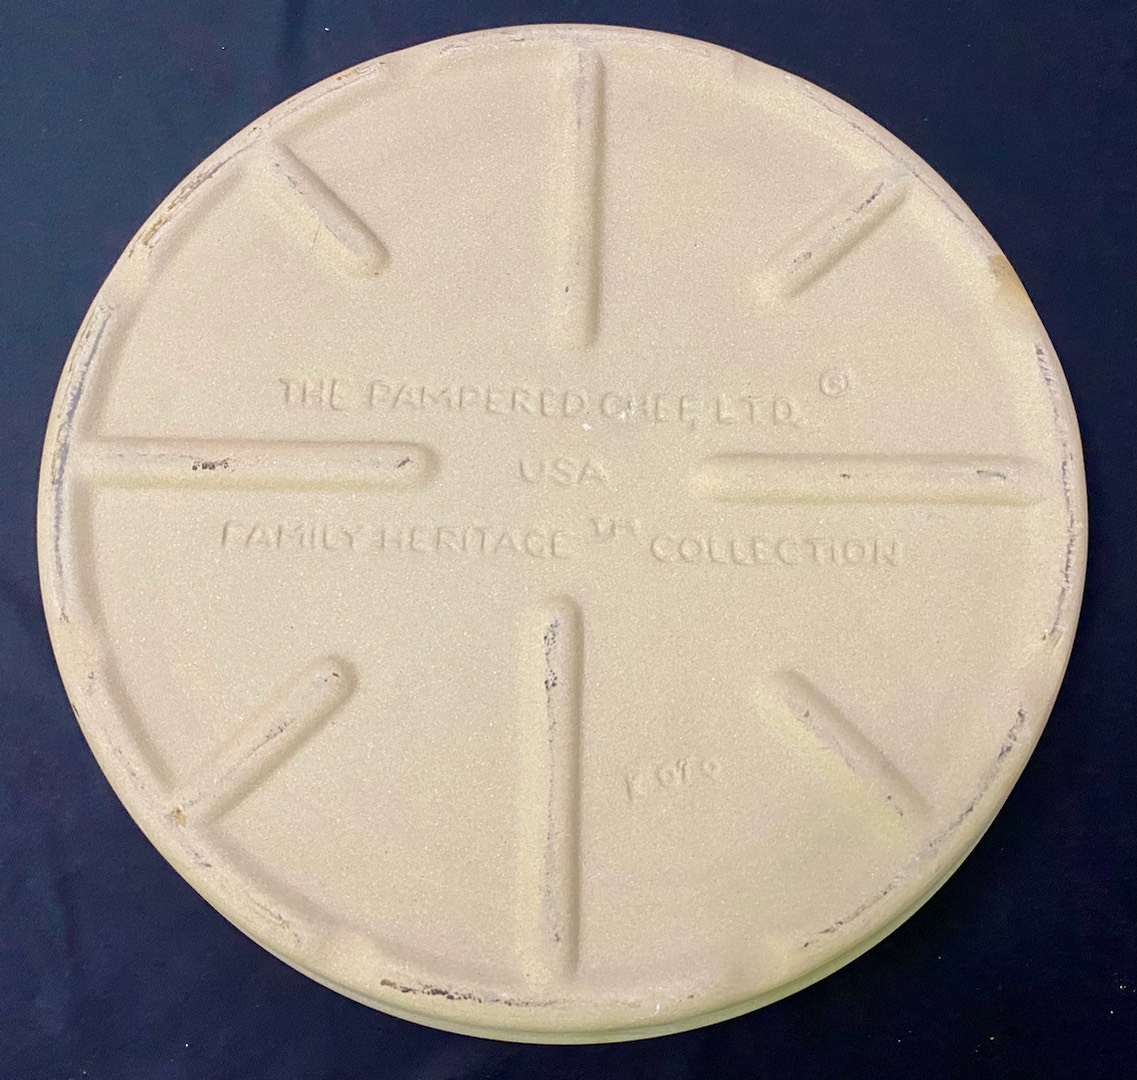 THE PAMPERED CHEF, LTD. ®
USA
FAMILY HERITAGE ™ COLLECTION